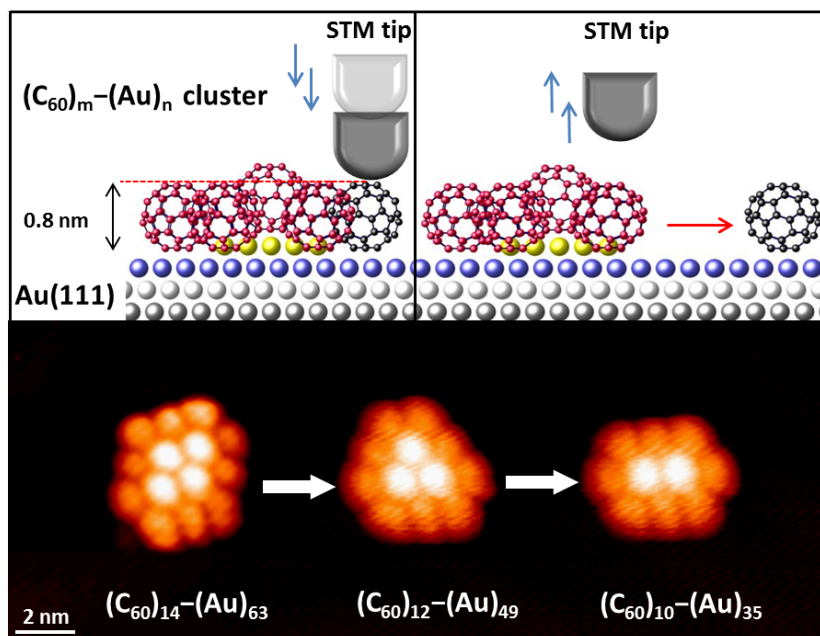 STM tip
STM tip
(C₆₀)ₘ–(Au)ₙ cluster
0.8 nm
Au(111)
(C₆₀)₁₄–(Au)₆₃
(C₆₀)₁₂–(Au)₄₉
(C₆₀)₁₀–(Au)₃₅
2 nm